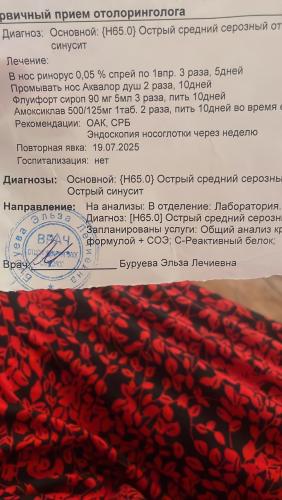 рвичный прием отоларинголога
Диагноз: Основной: {H65.0} Острый средний серозный от
синусит
Лечение:
В нос ринорус 0,05 % спрей по 1впр. 3 раза, 5дней
Промывать нос Аквалор душ 2 раза, 10дней
Флуифорт сироп 90 мг 5мл 3 раза, пить 10дней
Амоксиклав 500/125мг 1таб. 2 раза, пить 10дней во время е
Рекомендации: ОАК, СРБ
Эндоскопия носоглотки через неделю
Повторная явка: 19.07.2025
Госпитализация: нет
Диагнозы: Основной: {H65.0} Острый средний серозны
Острый синусит
Направление: На анализы: В отделение: Лаборатория.
Диагноз: [H65.0] Острый средний серозн
Запланированы услуги: Общий анализ кр
формулой + СОЭ; С-Реактивный белок;
Врач: Буруева Эльза Лечиевна
Буруева Эльза Лечиевна
ВРАЧ